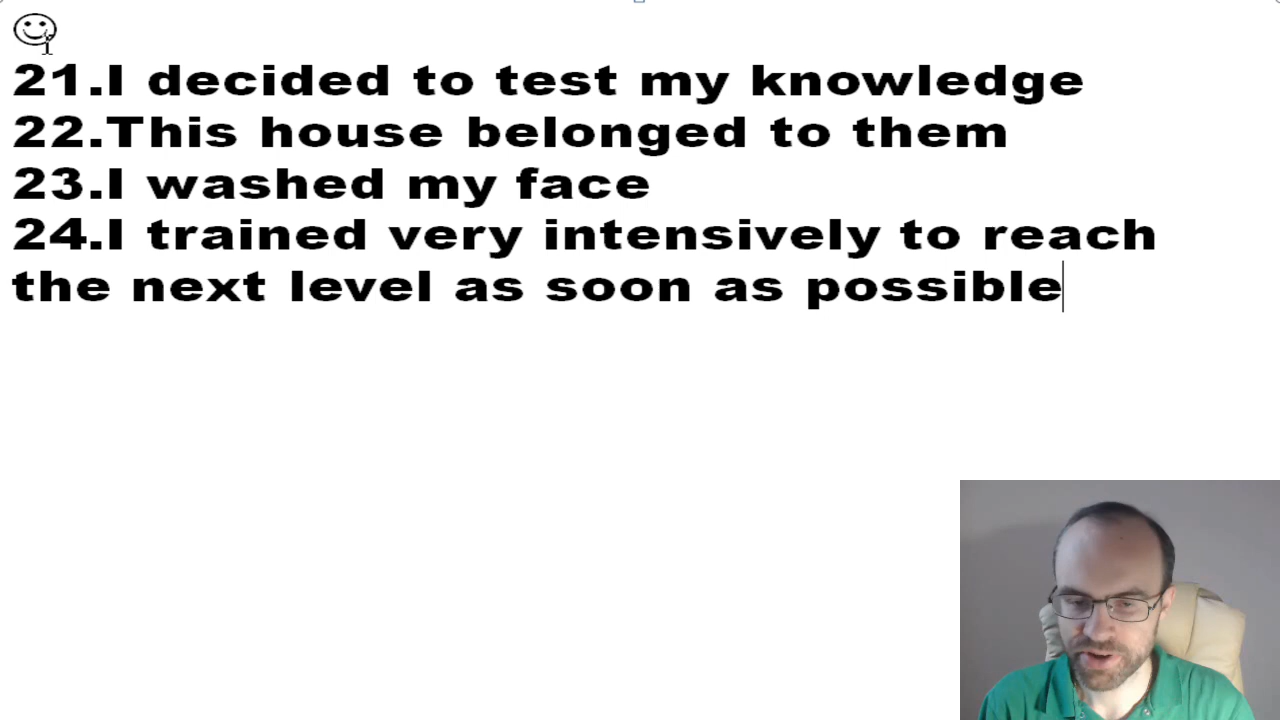 21.I decided to test my knowledge
22.This house belonged to them
23.I washed my face
24.I trained very intensively to reach
the next level as soon as possible